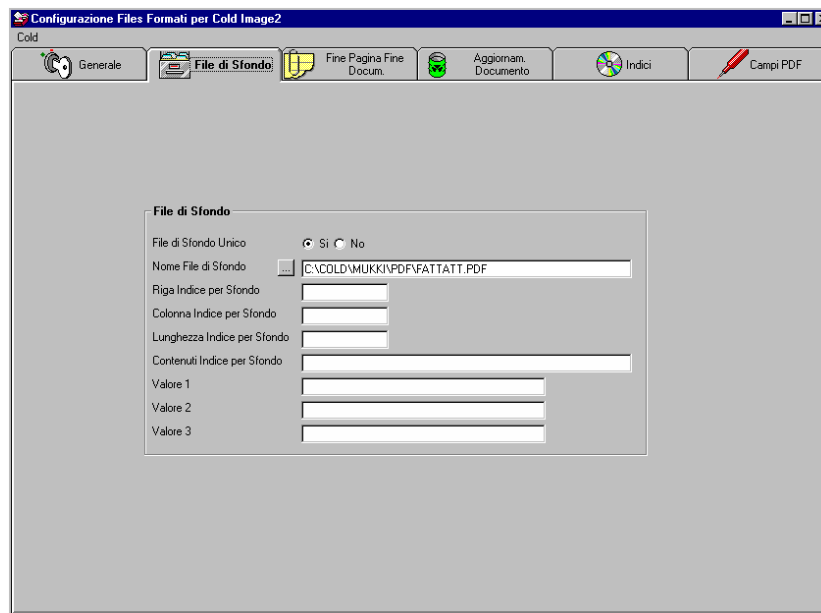 Configurazione Files Formati per Cold Image2
Cold
Generale
File di Sfondo
Fine Pagina Fine
Docum.
Aggiornam.
Documento
Indici
Campi PDF
File di Sfondo
File di Sfondo Unico Si No
Nome File di Sfondo ... C:\COLD\MUKKI\PDF\FATTATT.PDF
Riga Indice per Sfondo
Colonna Indice per Sfondo
Lunghezza Indice per Sfondo
Contenuti Indice per Sfondo
Valore 1
Valore 2
Valore 3